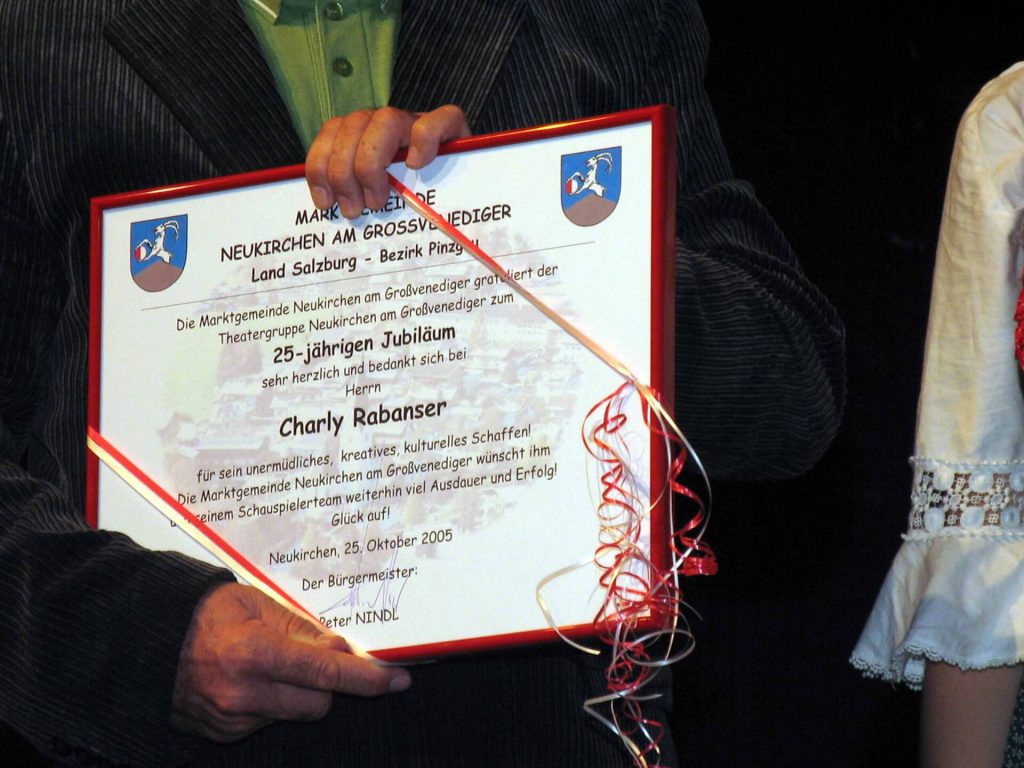 NEUKIRCHEN AM GROSSVENEDIGER
Land Salzburg - Bezirk
Die Marktgemeinde Neukirchen am Großvenediger gratuliert der
Theatergruppe Neukirchen am Großvenediger zum
25-jährigen Jubiläum
sehr herzlich und bedankt sich bei
Herrn
Charly Rabanser
für sein unermüdliches, kreatives, kulturelles Schaffen!
Die Marktgemeinde Neukirchen am Großvenediger wünscht ihm
seinem Schauspielerteam weiterhin viel Ausdauer und Erfolg!
Glück auf!
Neukirchen, 25. Oktober 2005
Der Bürgermeister:
Peter NINDL